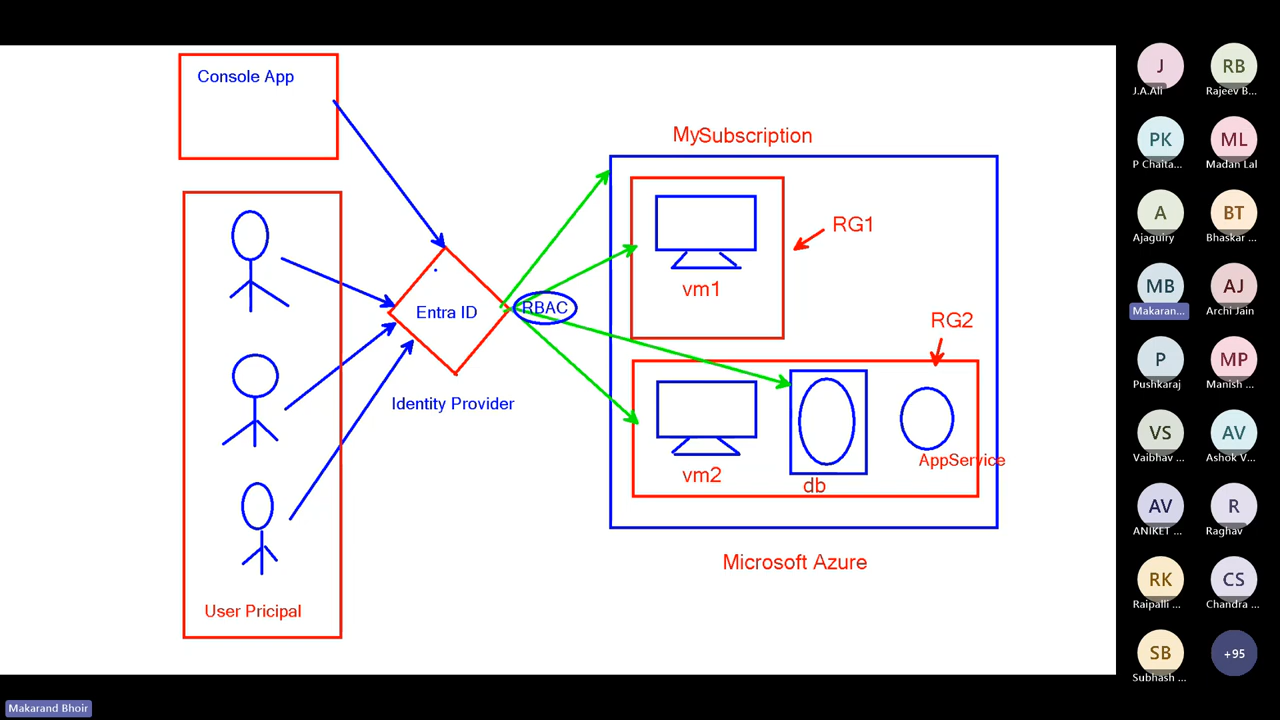 Console App
MySubscription
RG1
vm1
RBAC
Entra ID
RG2
Identity Provider
AppService
vm2
db
Microsoft Azure
User Pricipal
J
RB
J.A.Ali
Rajeev B...
PK
ML
P Chaita...
Madan Lal
A
BT
Ajaguiry
Bhaskar ...
MB
AJ
Makaran...
Archi Jain
P
MP
Pushkaraj
Manish ...
VS
AV
Vaibhav ...
Ashok V...
AV
R
ANIKET ...
Raghav
RK
CS
Raipalli ...
Chandra ...
SB
+95
Subhash ...
Makarand Bhoir